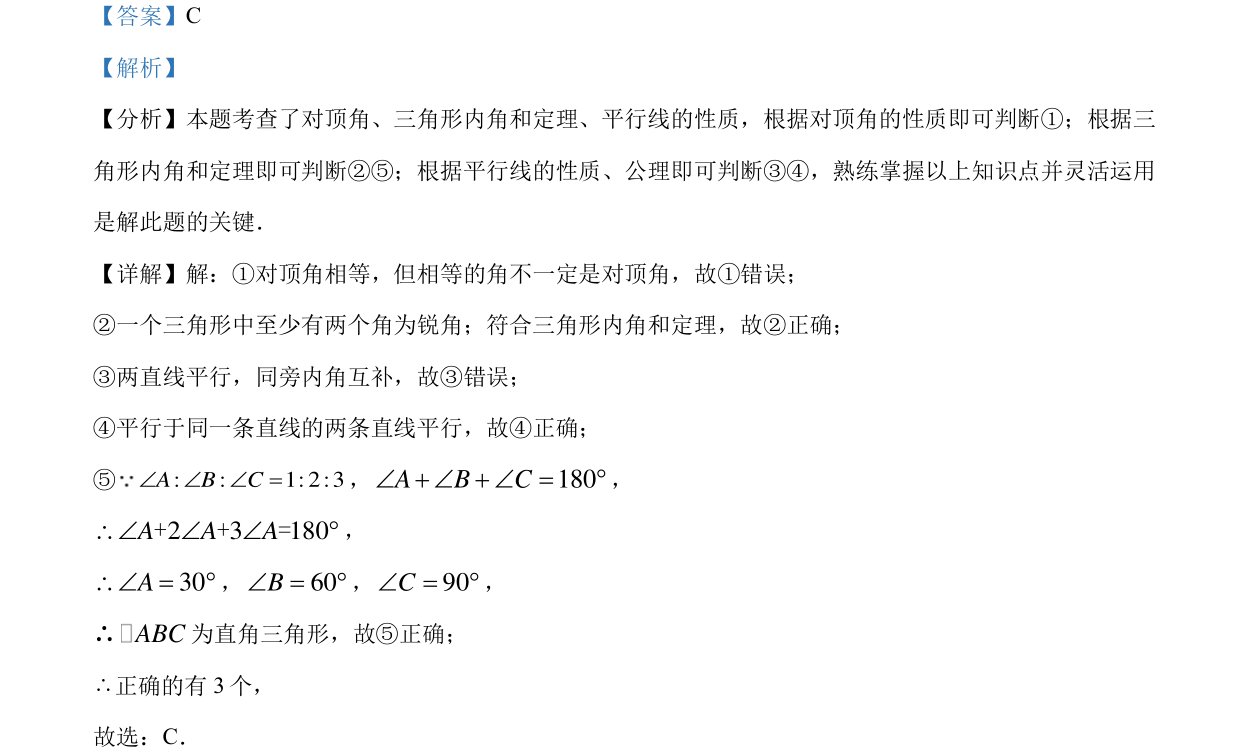 【答案】C
【解析】
【分析】本题考查了对顶角、三角形内角和定理、平行线的性质，根据对顶角的性质即可判断①；根据三
角形内角和定理即可判断②⑤；根据平行线的性质、公理即可判断③④，熟练掌握以上知识点并灵活运用
是解此题的关键．
【详解】解：①对顶角相等，但相等的角不一定是对顶角，故①错误；
②一个三角形中至少有两个角为锐角；符合三角形内角和定理，故②正确；
③两直线平行，同旁内角互补，故③错误；
④平行于同一条直线的两条直线平行，故④正确；
⑤∵∠A:∠B:∠C=1:2:3，∠A+∠B+∠C=180°，
∴∠A+2∠A+3∠A=180°，
∴∠A=30°，∠B=60°，∠C=90°，
∴□ABC为直角三角形，故⑤正确；
∴正确的有3个，
故选：C．